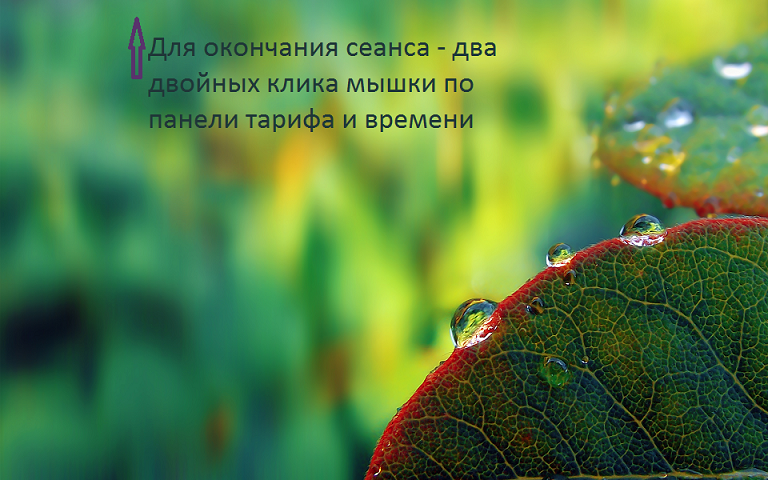 Для окончания сеанса - два
двойных клика мышки по
панели тарифа и времени